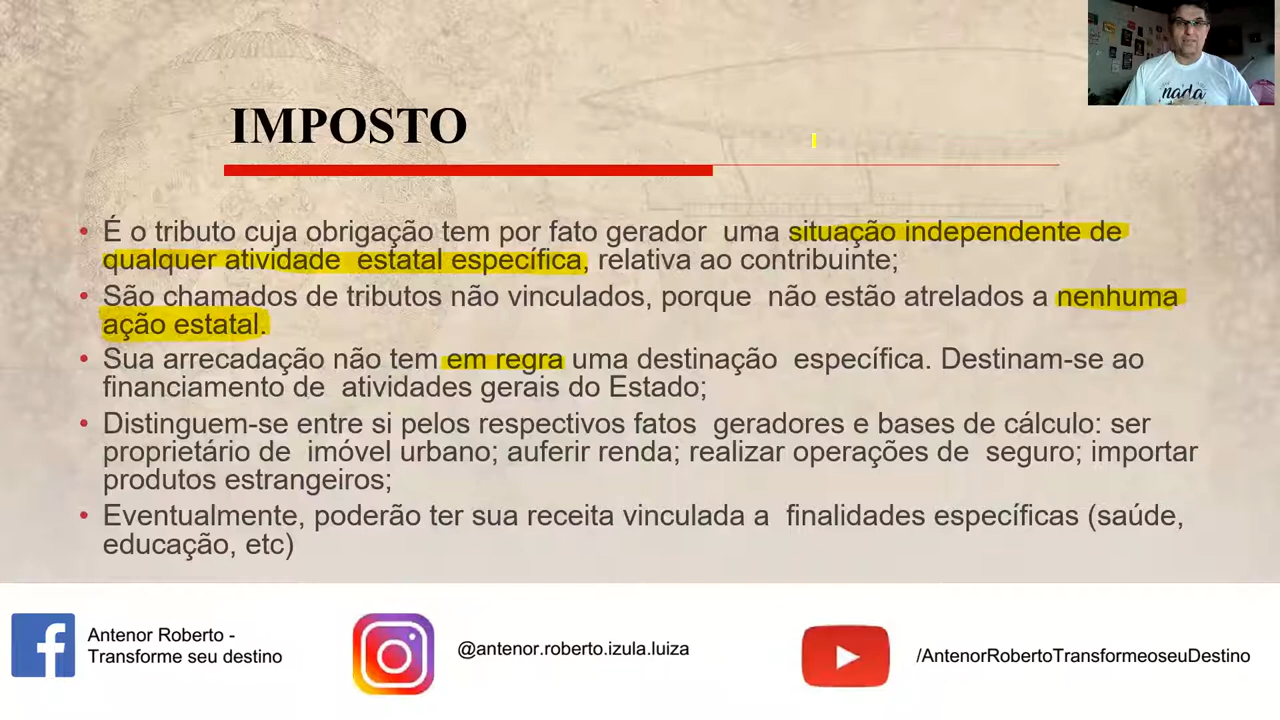 nada
IMPOSTO
• É o tributo cuja obrigação tem por fato gerador uma situação independente de
qualquer atividade estatal específica, relativa ao contribuinte;
• São chamados de tributos não vinculados, porque não estão atrelados a nenhuma
ação estatal.
• Sua arrecadação não tem em regra uma destinação específica. Destinam-se ao
financiamento de atividades gerais do Estado;
• Distinguem-se entre si pelos respectivos fatos geradores e bases de cálculo: ser
proprietário de imóvel urbano; auferir renda; realizar operações de seguro; importar
produtos estrangeiros;
• Eventualmente, poderão ter sua receita vinculada a finalidades específicas (saúde,
educação, etc)
Antenor Roberto -
Transforme seu destino
@antenor.roberto.izula.luiza
/AntenorRobertoTransformeoseuDestino